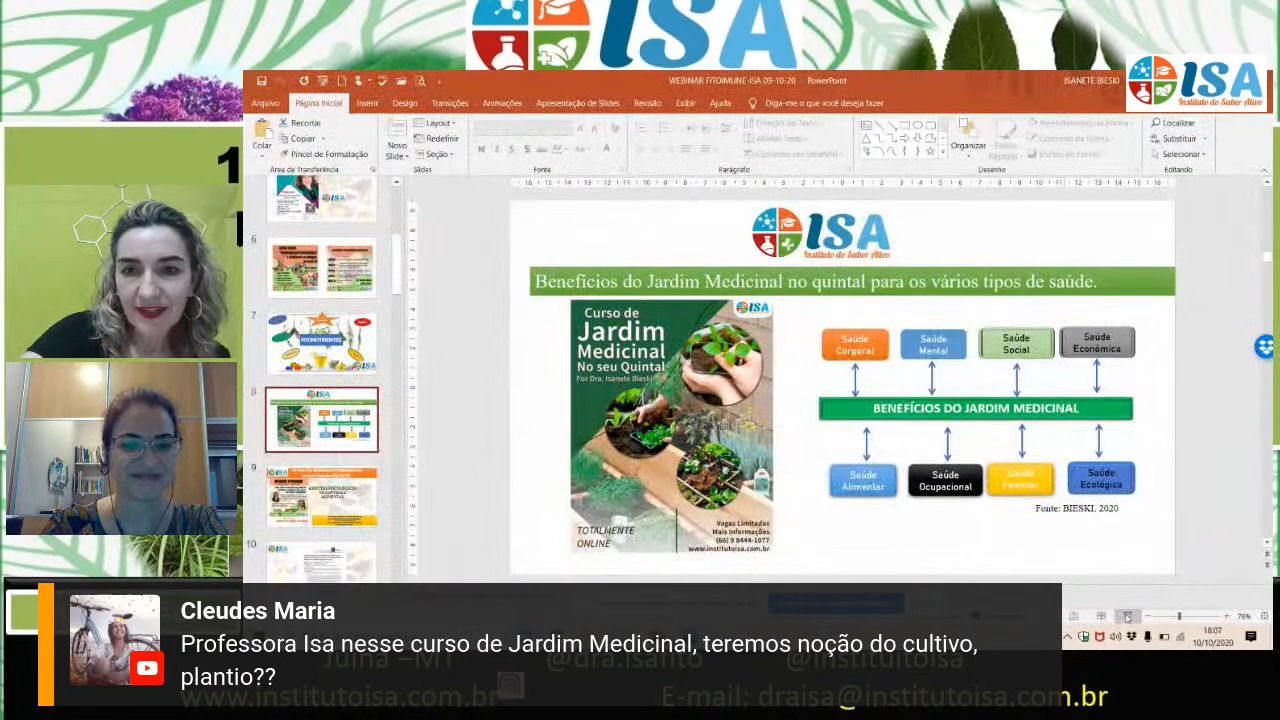 ISA
WEBINAR FITOIMUNE-ISA 09-10-20 - PowerPoint
ISANETE BIESKI
ISA
Instituto do Saber Ativo
Arquivo
Página Inicial
Inserir
Design
Transições
Animações
Apresentação de Slides
Revisão
Exibir
Ajuda
Diga-me o que você deseja fazer
Colar
Recortar
Copiar
Pincel de Formatação
Área de Transferência
Novo
Slide
Layout
Redefinir
Seção
Slides
Fonte
Parágrafo
Organizar
Desenho
Localizar
Substituir
Selecionar
Editando
6
7
8
9
10
ISA
Instituto do Saber Ativo
Benefícios do Jardim Medicinal no quintal para os vários tipos de saúde.
ISA
Curso de
Jardim
Medicinal
No seu Quintal
Por Dra. Isanete Bieski
TOTALMENTE
ONLINE
Vagas Limitadas
Mais Informações
(66) 9 8444-1077
www.institutoisa.com.br
Saúde
Corporal
Saúde
Mental
Saúde
Social
Saúde
Econômica
BENEFÍCIOS DO JARDIM MEDICINAL
Saúde
Alimentar
Saúde
Ocupacional
Saúde
Familiar
Saúde
Ecológica
Fonte: BIESKI, 2020
78%
18:07
10/10/2020
Cleudes Maria
Professora Isa nesse curso de Jardim Medicinal, teremos noção do cultivo,
plantio??
www.institutoisa.com.br
E-mail: draisa@institutoisa.com.br